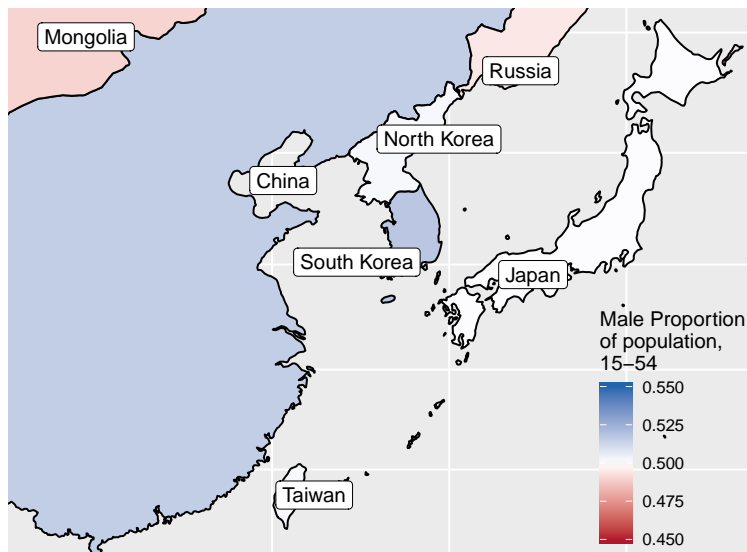 Mongolia
Russia
North Korea
China
South Korea
Japan
Male Proportion
of population,
15−54
0.550
0.525
0.500
0.475
0.450
Taiwan